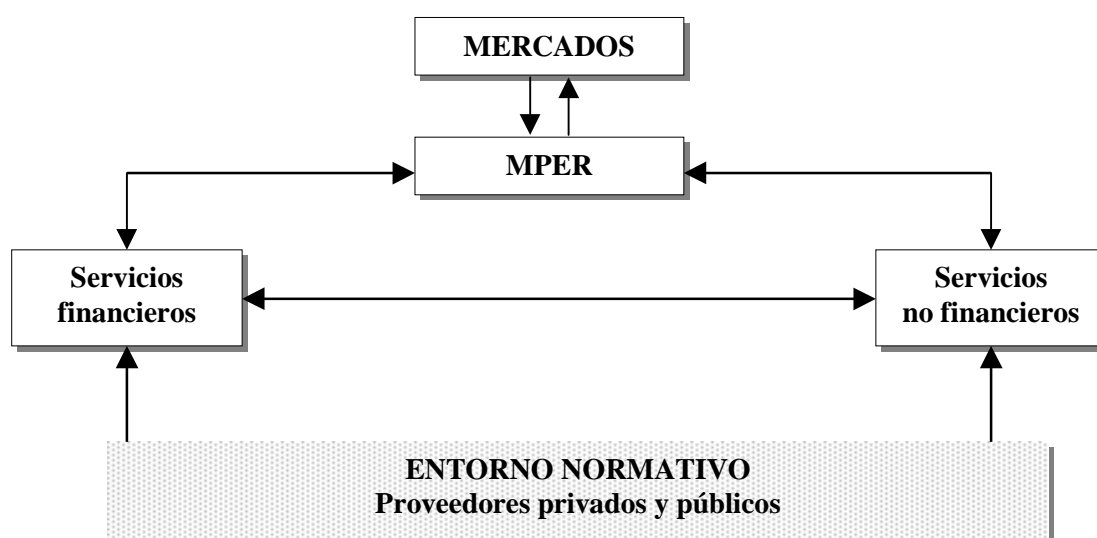 MERCADOS
MPER
Servicios
financieros
Servicios
no financieros
ENTORNO NORMATIVO
Proveedores privados y públicos